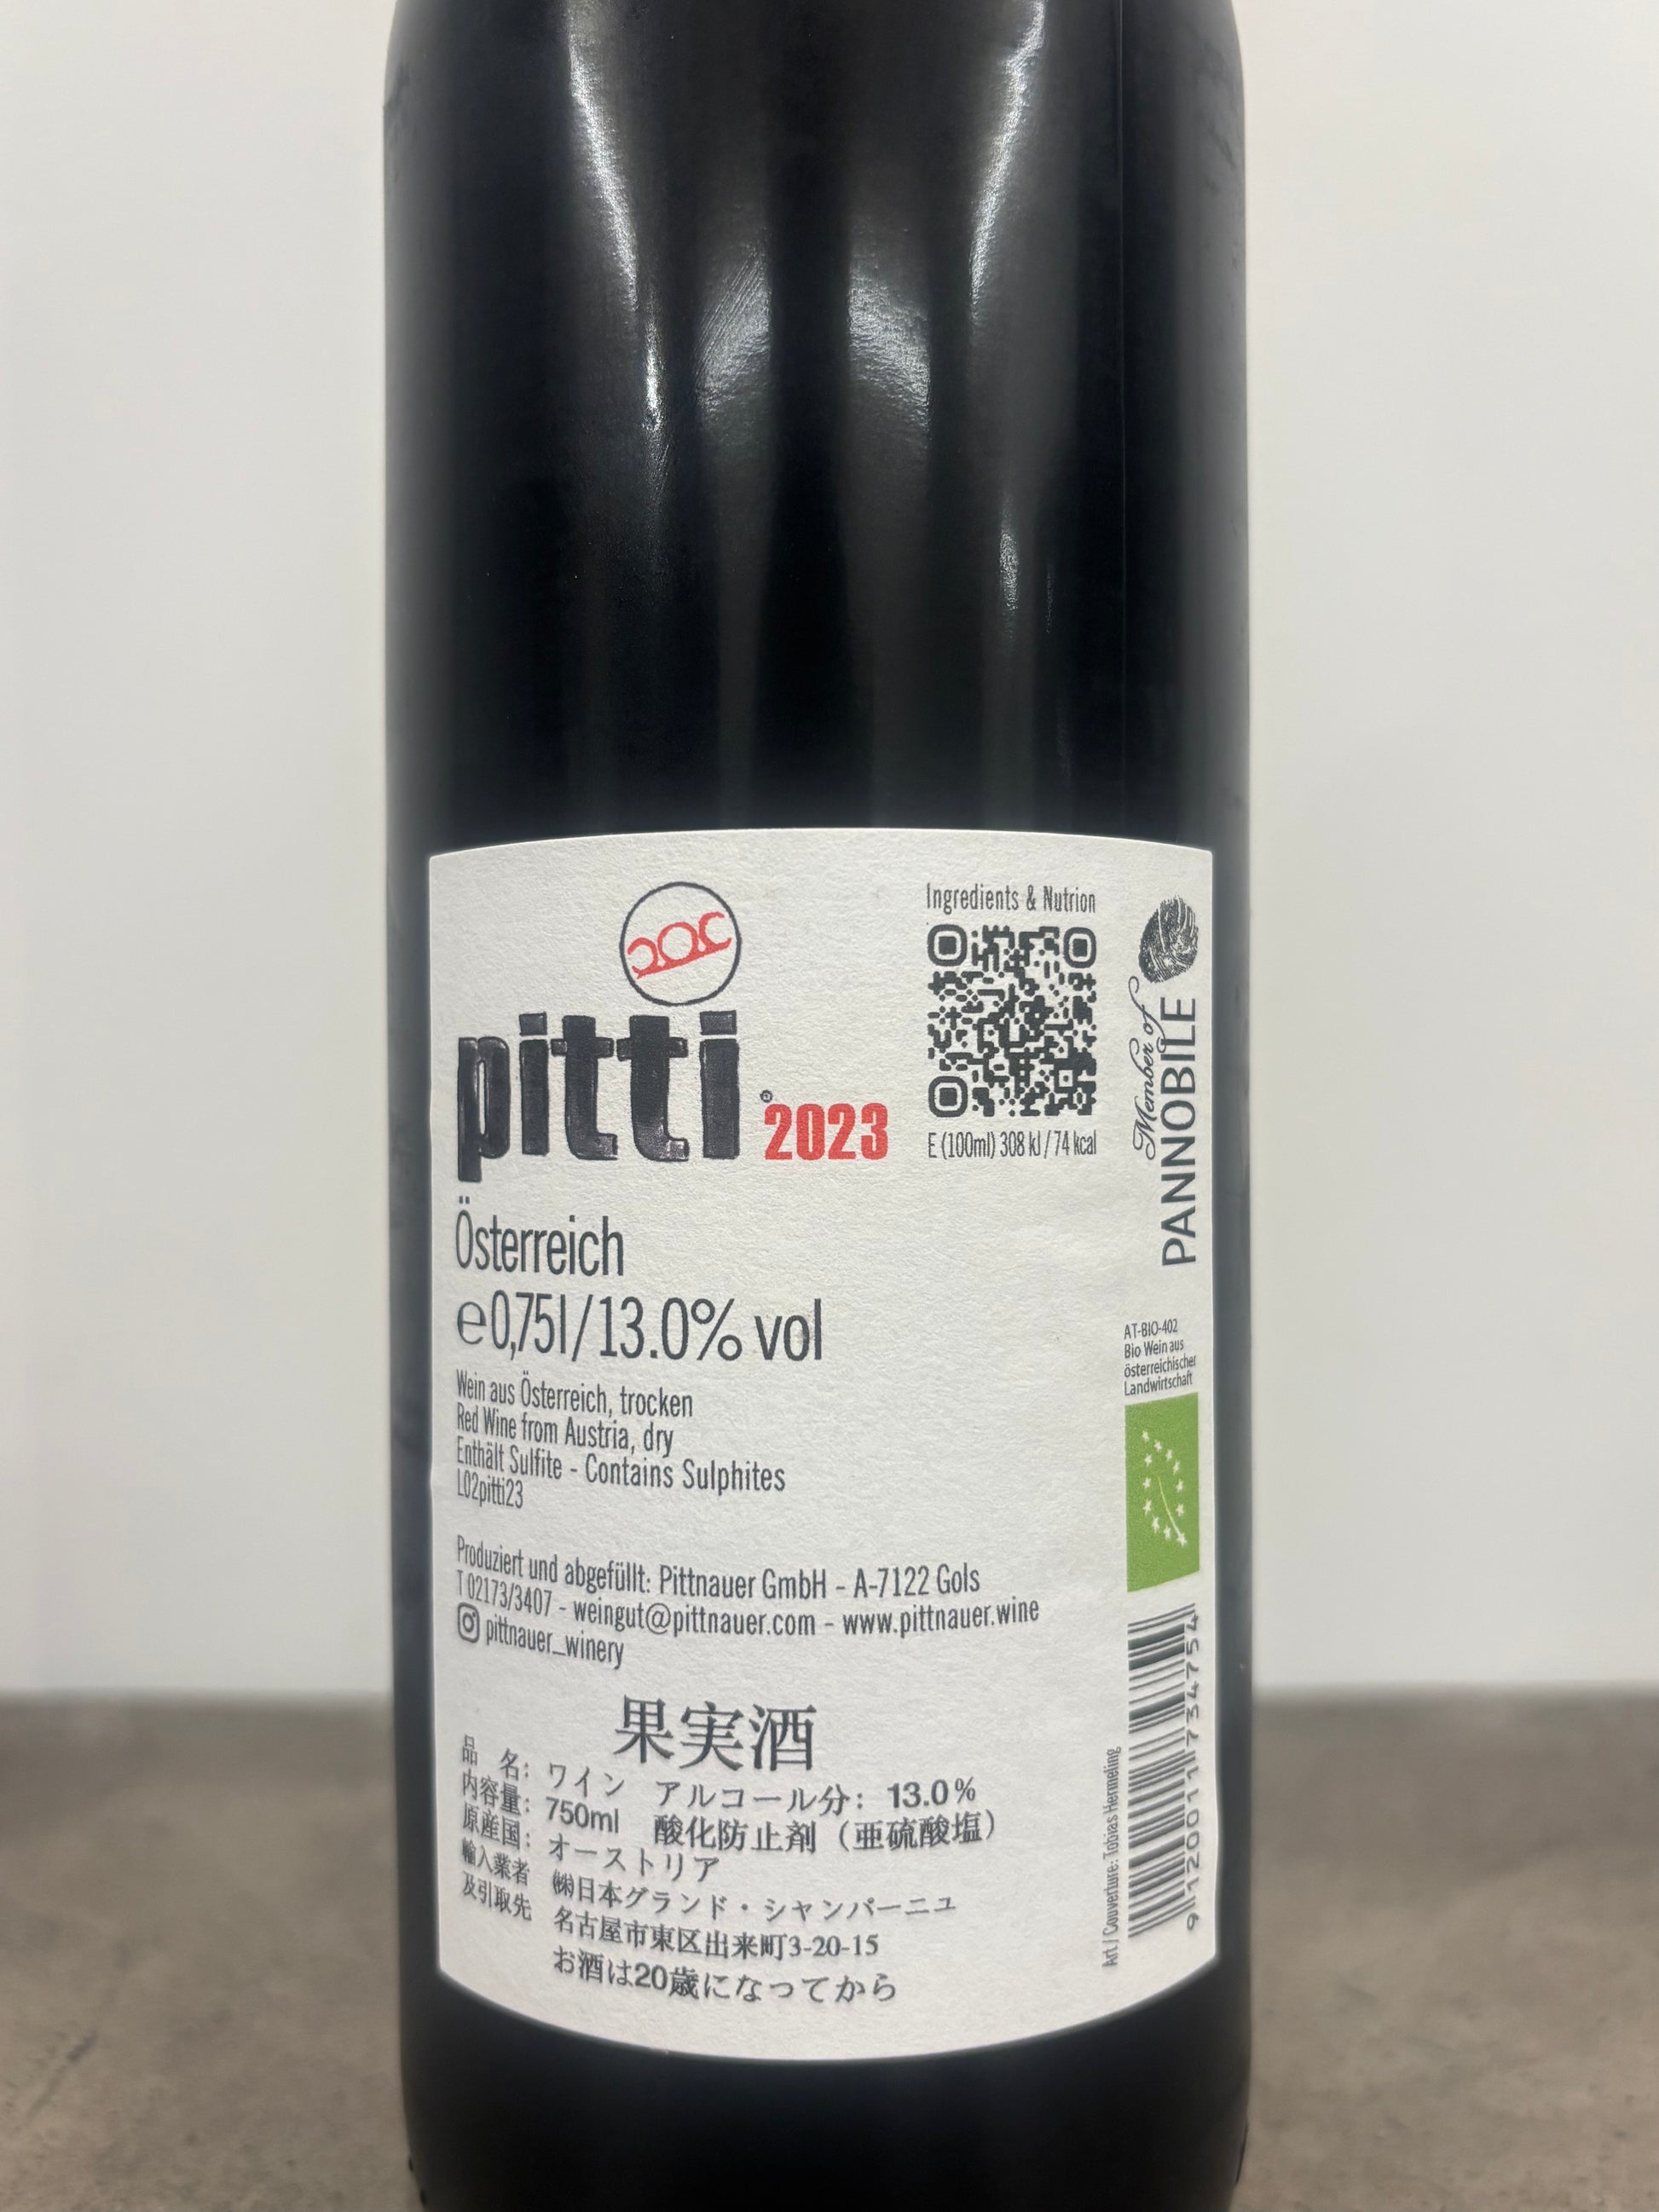 pitti
® 2023
Österreich
℮0,75l/13.0% vol
Wein aus Österreich, trocken
Red Wine from Austria, dry
Enthält Sulfite - Contains Sulphites
L02pitti23
Produziert und abgefüllt: Pittnauer GmbH - A-7122 Gols
T 02173/3407 - weingut@pittnauer.com - www.pittnauer.wine
pittnauer_winery
果実酒
品 名: ワイン アルコール分: 13.0%
内容量: 750ml 酸化防止剤（亜硫酸塩）
原産国: オーストリア
輸入業者 ㈱日本グランド・シャンパーニュ
及引取先 名古屋市東区出来町3-20-15
お酒は20歳になってから
Ingredients & Nutrion
E (100ml) 308 kJ / 74 kcal
Member of
PANNOBILE
AT-BIO-402
Bio Wein aus
österreichischer
Landwirtschaft
9 120011 734754
Art / Couverture: Tobias Hermeling